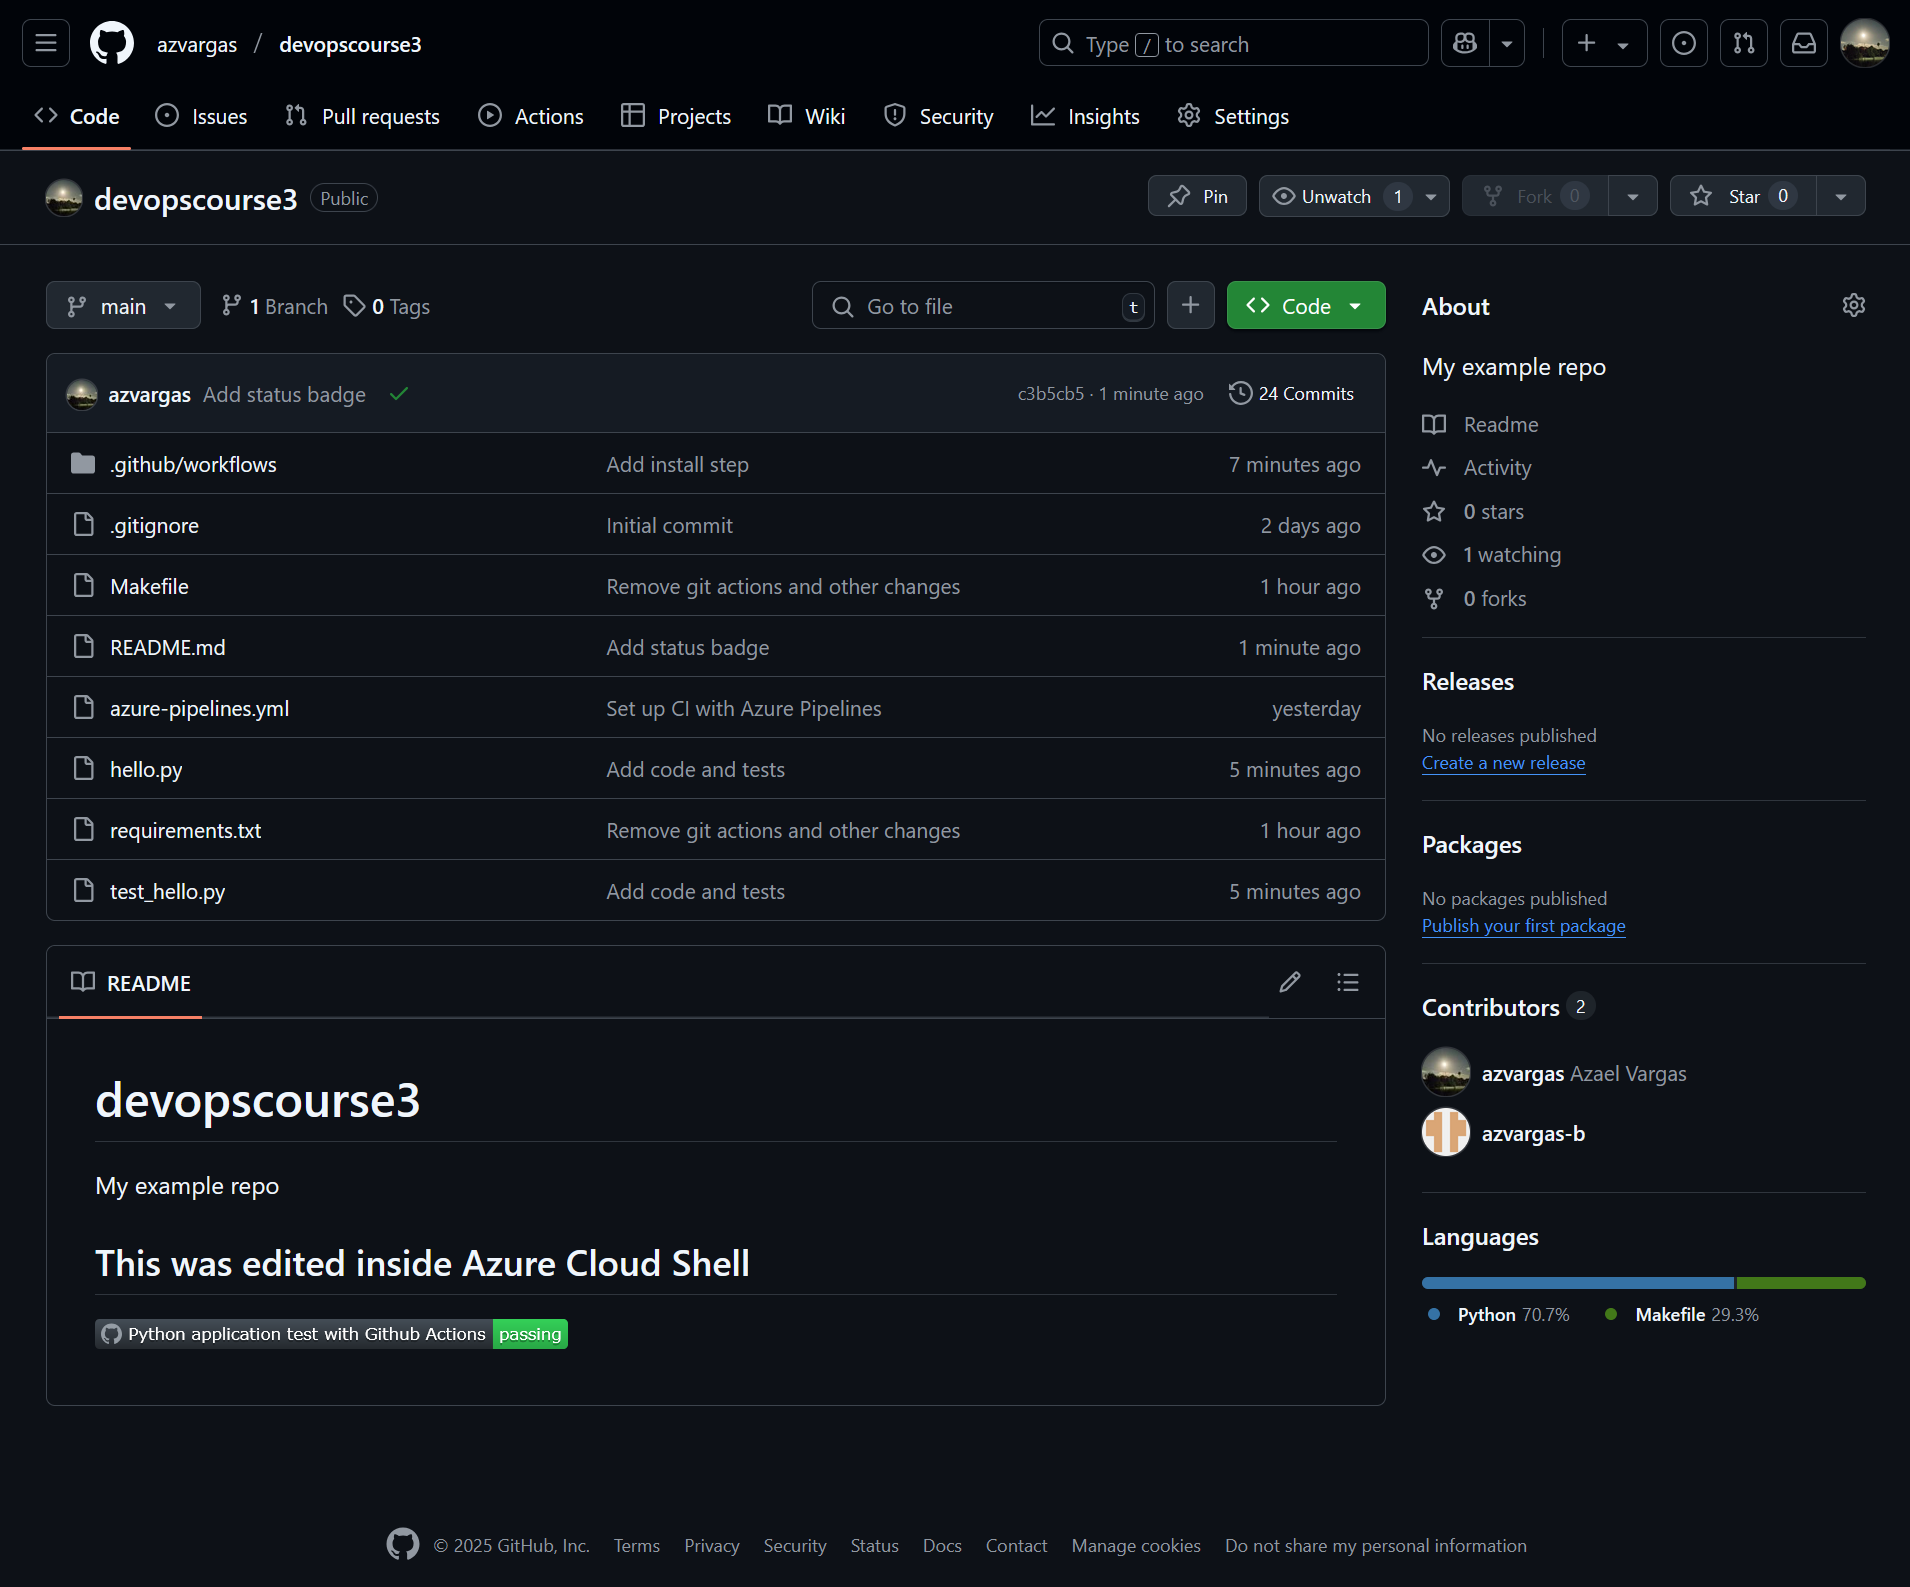 azvargas / devopscourse3
Type / to search
Code Issues Pull requests Actions Projects Wiki Security Insights Settings
devopscourse3 Public
Pin Unwatch 1 Fork 0 Star 0
main 1 Branch 0 Tags Go to file t + Code
azvargas Add status badge c3b5cb5 · 1 minute ago 24 Commits
.github/workflows Add install step 7 minutes ago
.gitignore Initial commit 2 days ago
Makefile Remove git actions and other changes 1 hour ago
README.md Add status badge 1 minute ago
azure-pipelines.yml Set up CI with Azure Pipelines yesterday
hello.py Add code and tests 5 minutes ago
requirements.txt Remove git actions and other changes 1 hour ago
test_hello.py Add code and tests 5 minutes ago
README
devopscourse3
My example repo
This was edited inside Azure Cloud Shell
Python application test with Github Actions passing
About
My example repo
Readme
Activity
0 stars
1 watching
0 forks
Releases
No releases published
Create a new release
Packages
No packages published
Publish your first package
Contributors 2
azvargas Azael Vargas
azvargas-b
Languages
Python 70.7% Makefile 29.3%
© 2025 GitHub, Inc. Terms Privacy Security Status Docs Contact Manage cookies Do not share my personal information